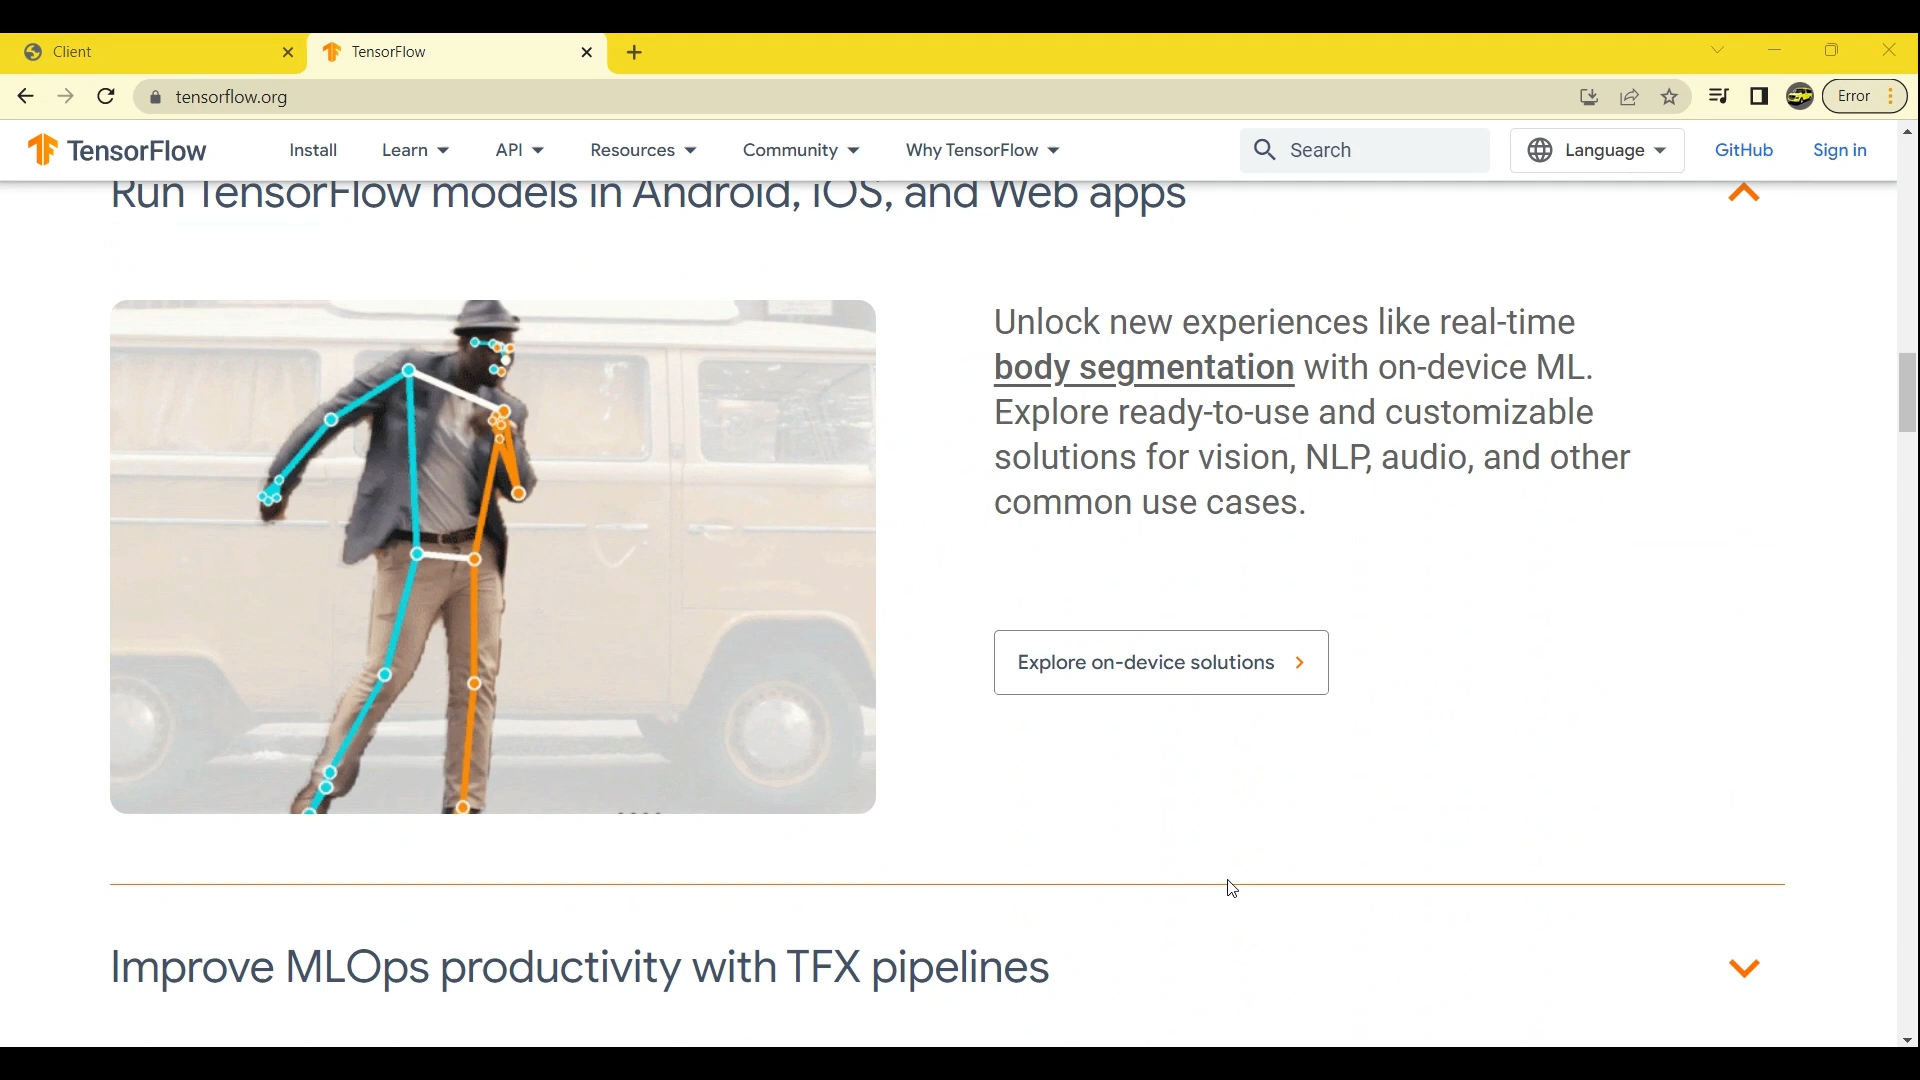 Client
TensorFlow
tensorflow.org
Error
TensorFlow
Install
Learn
API
Resources
Community
Why TensorFlow
Search
Language
GitHub
Sign in
Run TensorFlow models in Android, iOS, and Web apps
Unlock new experiences like real-time
body segmentation with on-device ML.
Explore ready-to-use and customizable
solutions for vision, NLP, audio, and other
common use cases.
Explore on-device solutions
Improve MLOps productivity with TFX pipelines